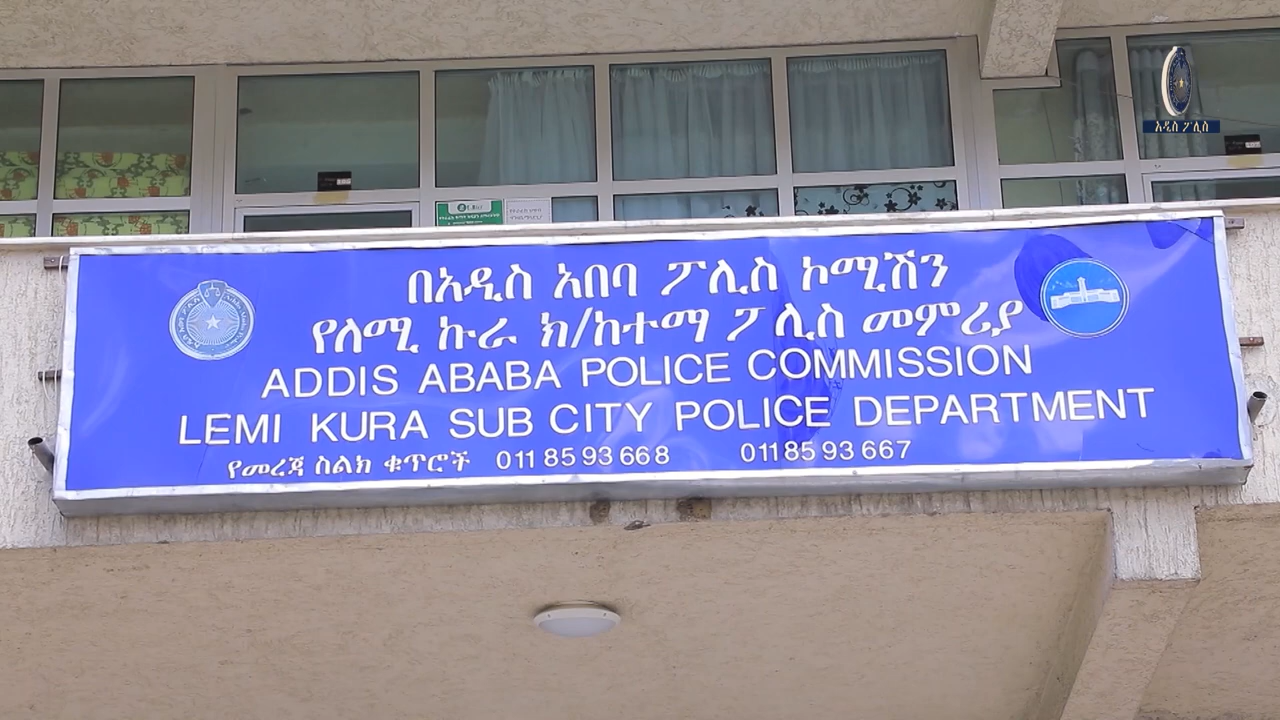 አዲስ ፖሊስ
በአዲስ አበባ ፖሊስ ኮሚሽን
የለሚ ኩራ ክ/ከተማ ፖሊስ መምሪያ
ADDIS ABABA POLICE COMMISSION
LEMI KURA SUB CITY POLICE DEPARTMENT
የመረጃ ስልክ ቁጥሮች 011 85 93 668 011 85 93 667